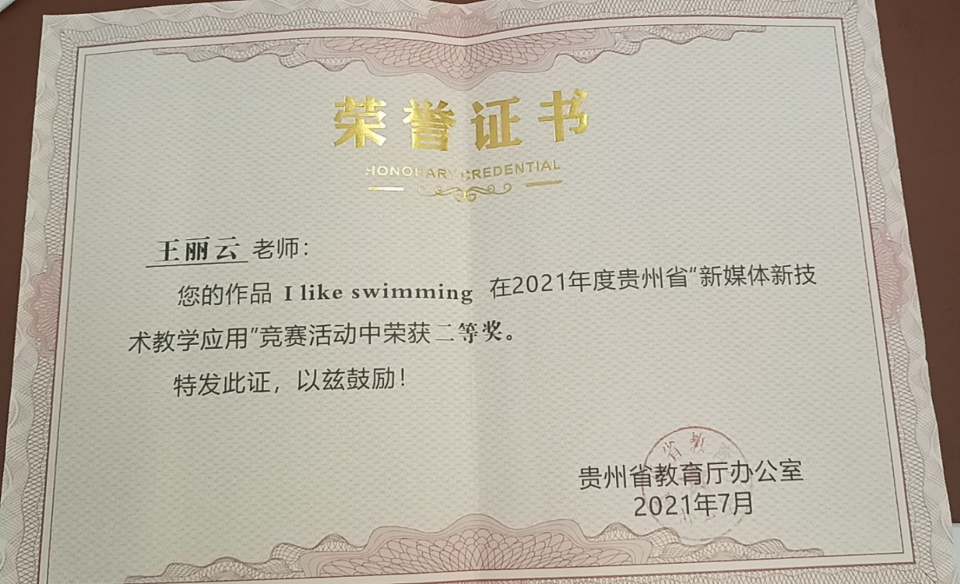 荣誉证书
HONORARY CREDENTIAL
王丽云 老师：
您的作品 I like swimming 在2021年度贵州省“新媒体新技
术教学应用”竞赛活动中荣获二等奖。
特发此证，以兹鼓励！
省教
贵州省教育厅办公室
2021年7月